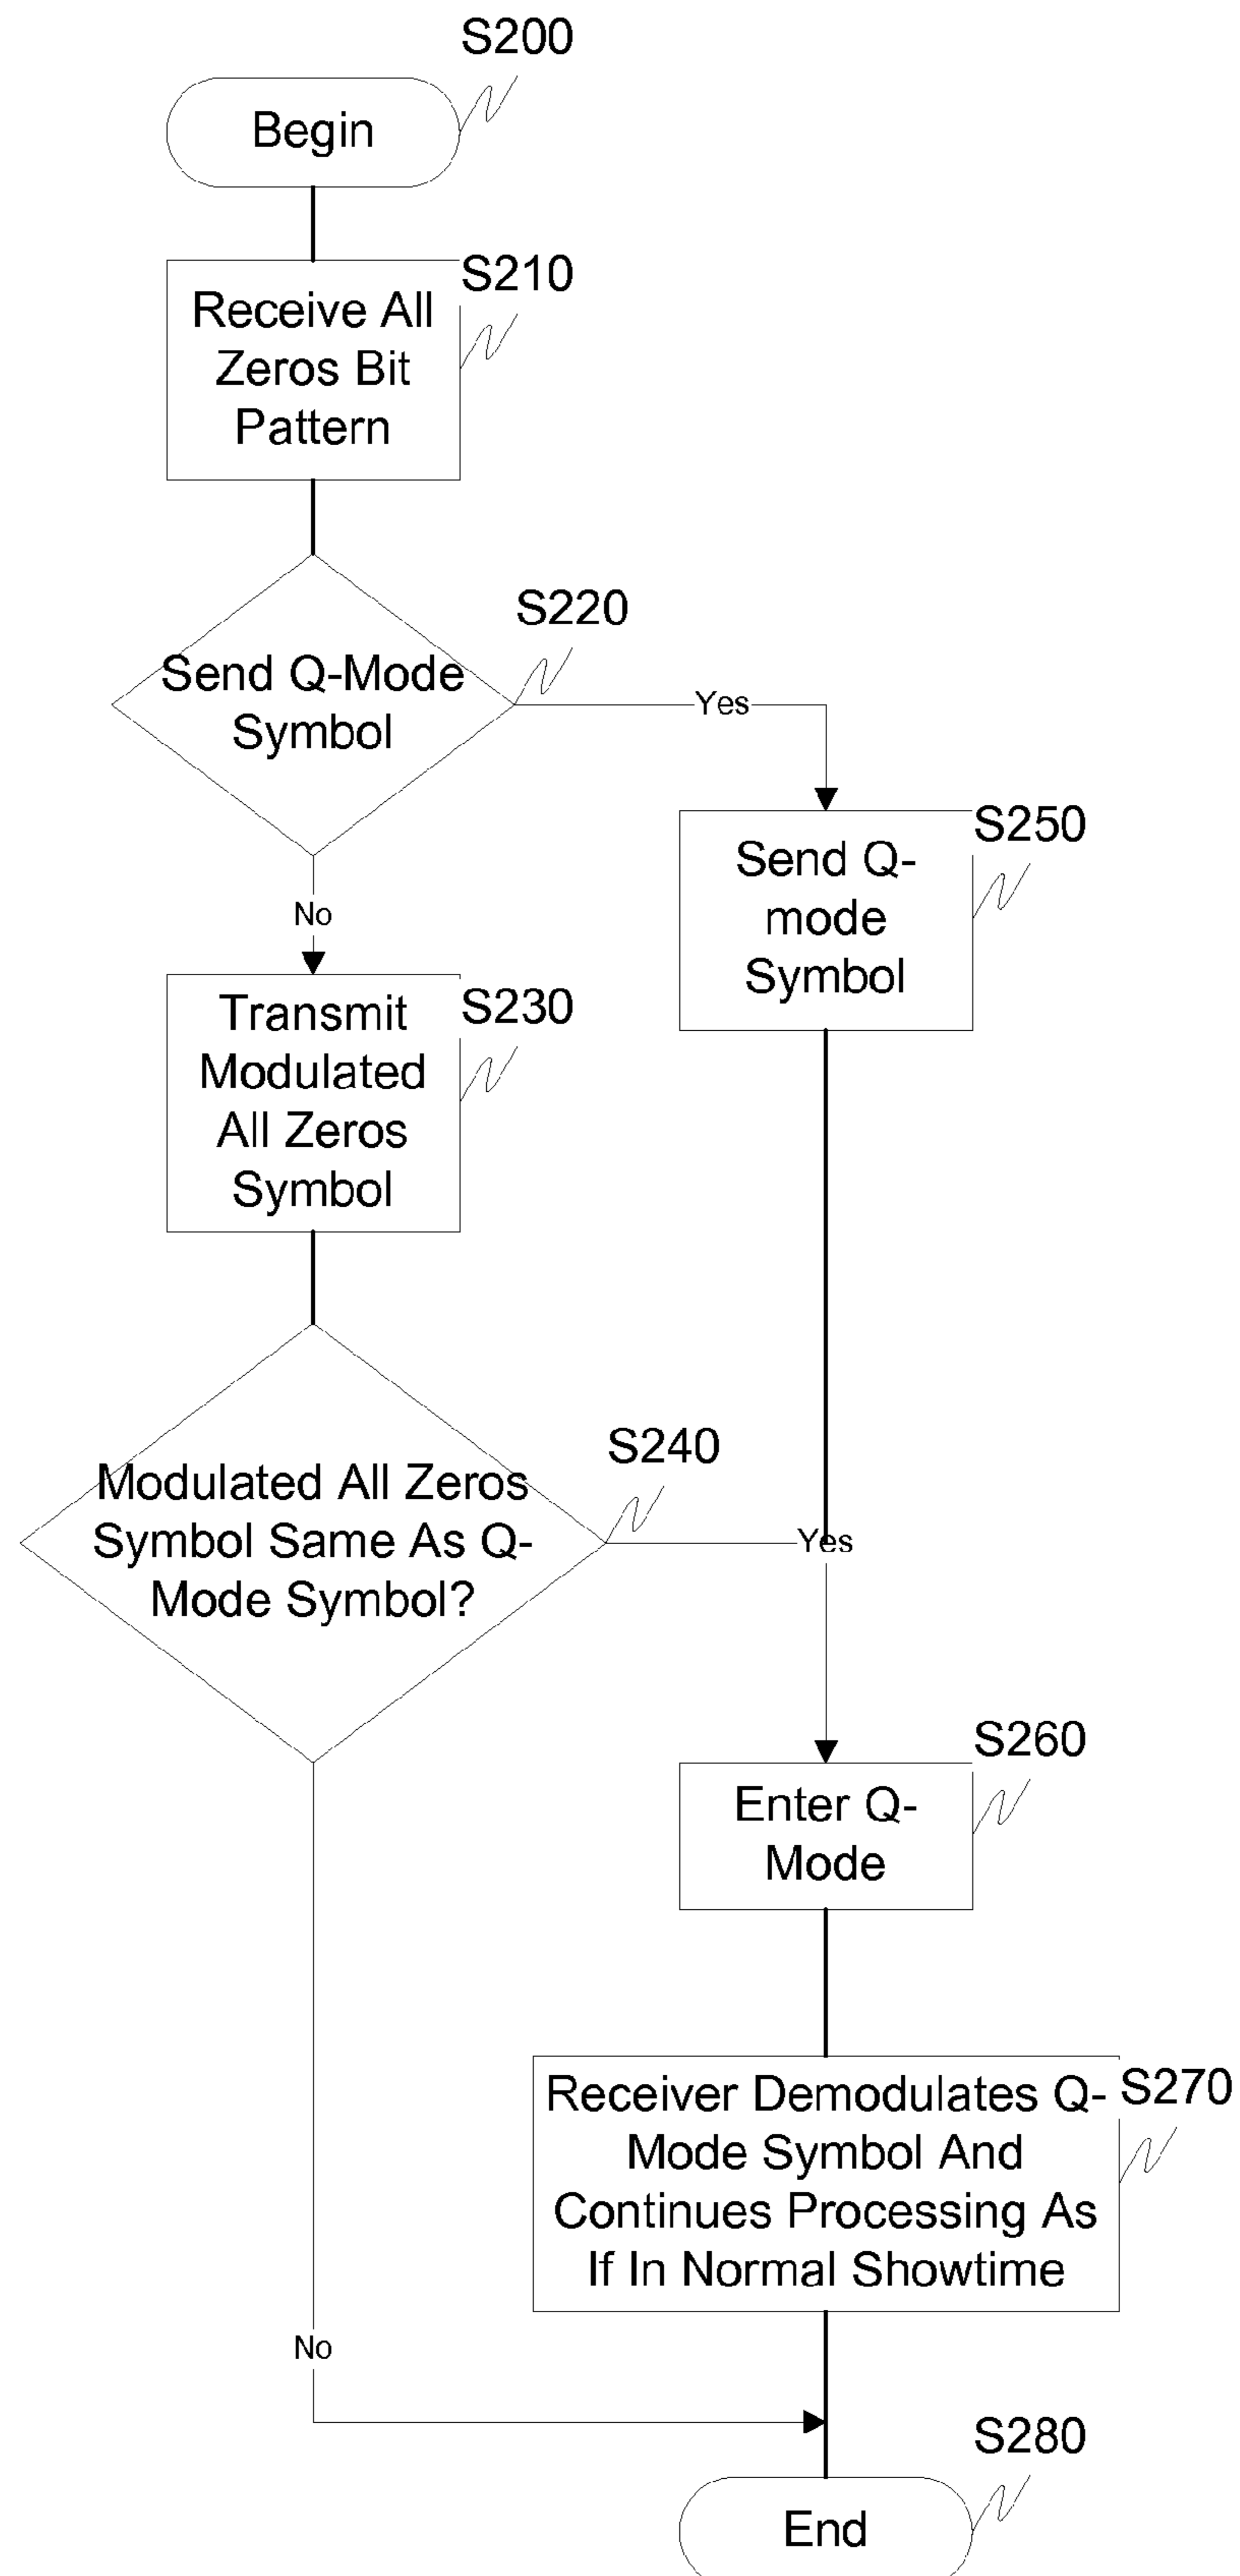 S200
Begin
S210
Receive All
Zeros Bit
Pattern
S220
Send Q-Mode
Symbol
Yes
S250
Send Q-
mode
Symbol
No
S230
Transmit
Modulated
All Zeros
Symbol
S240
Modulated All Zeros
Symbol Same As Q-
Mode Symbol?
Yes
S260
Enter Q-
Mode
S270
Receiver Demodulates Q-
Mode Symbol And
Continues Processing As
If In Normal Showtime
No
S280
End